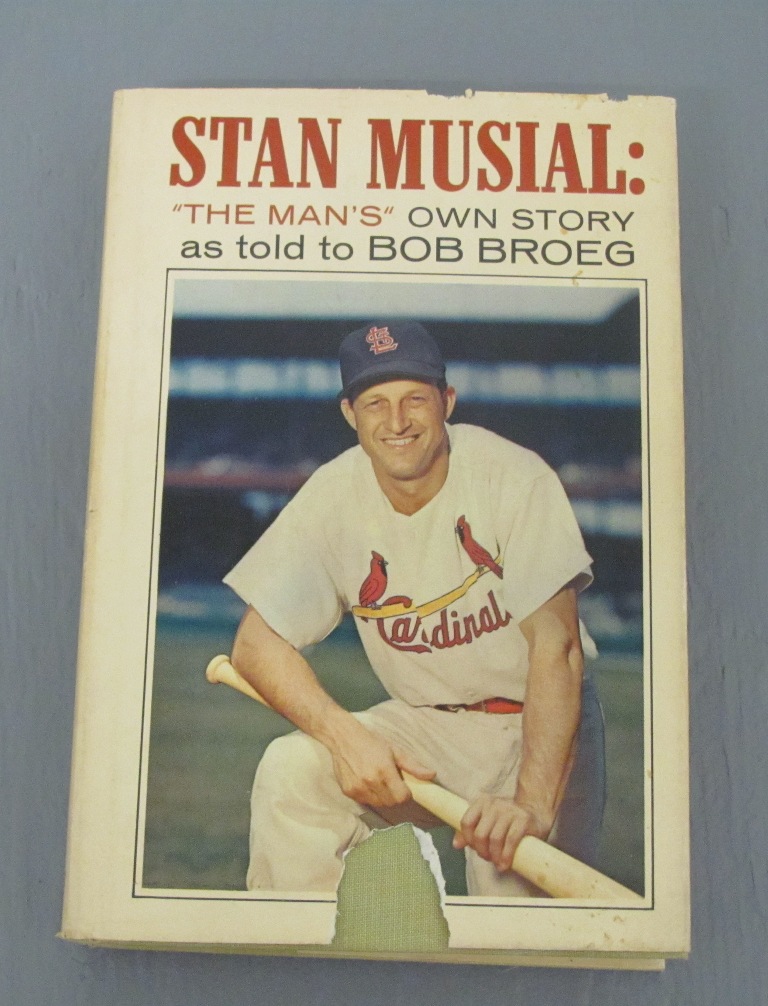 STAN MUSIAL:
"THE MAN'S" OWN STORY
as told to BOB BROEG
StL
Cardinals